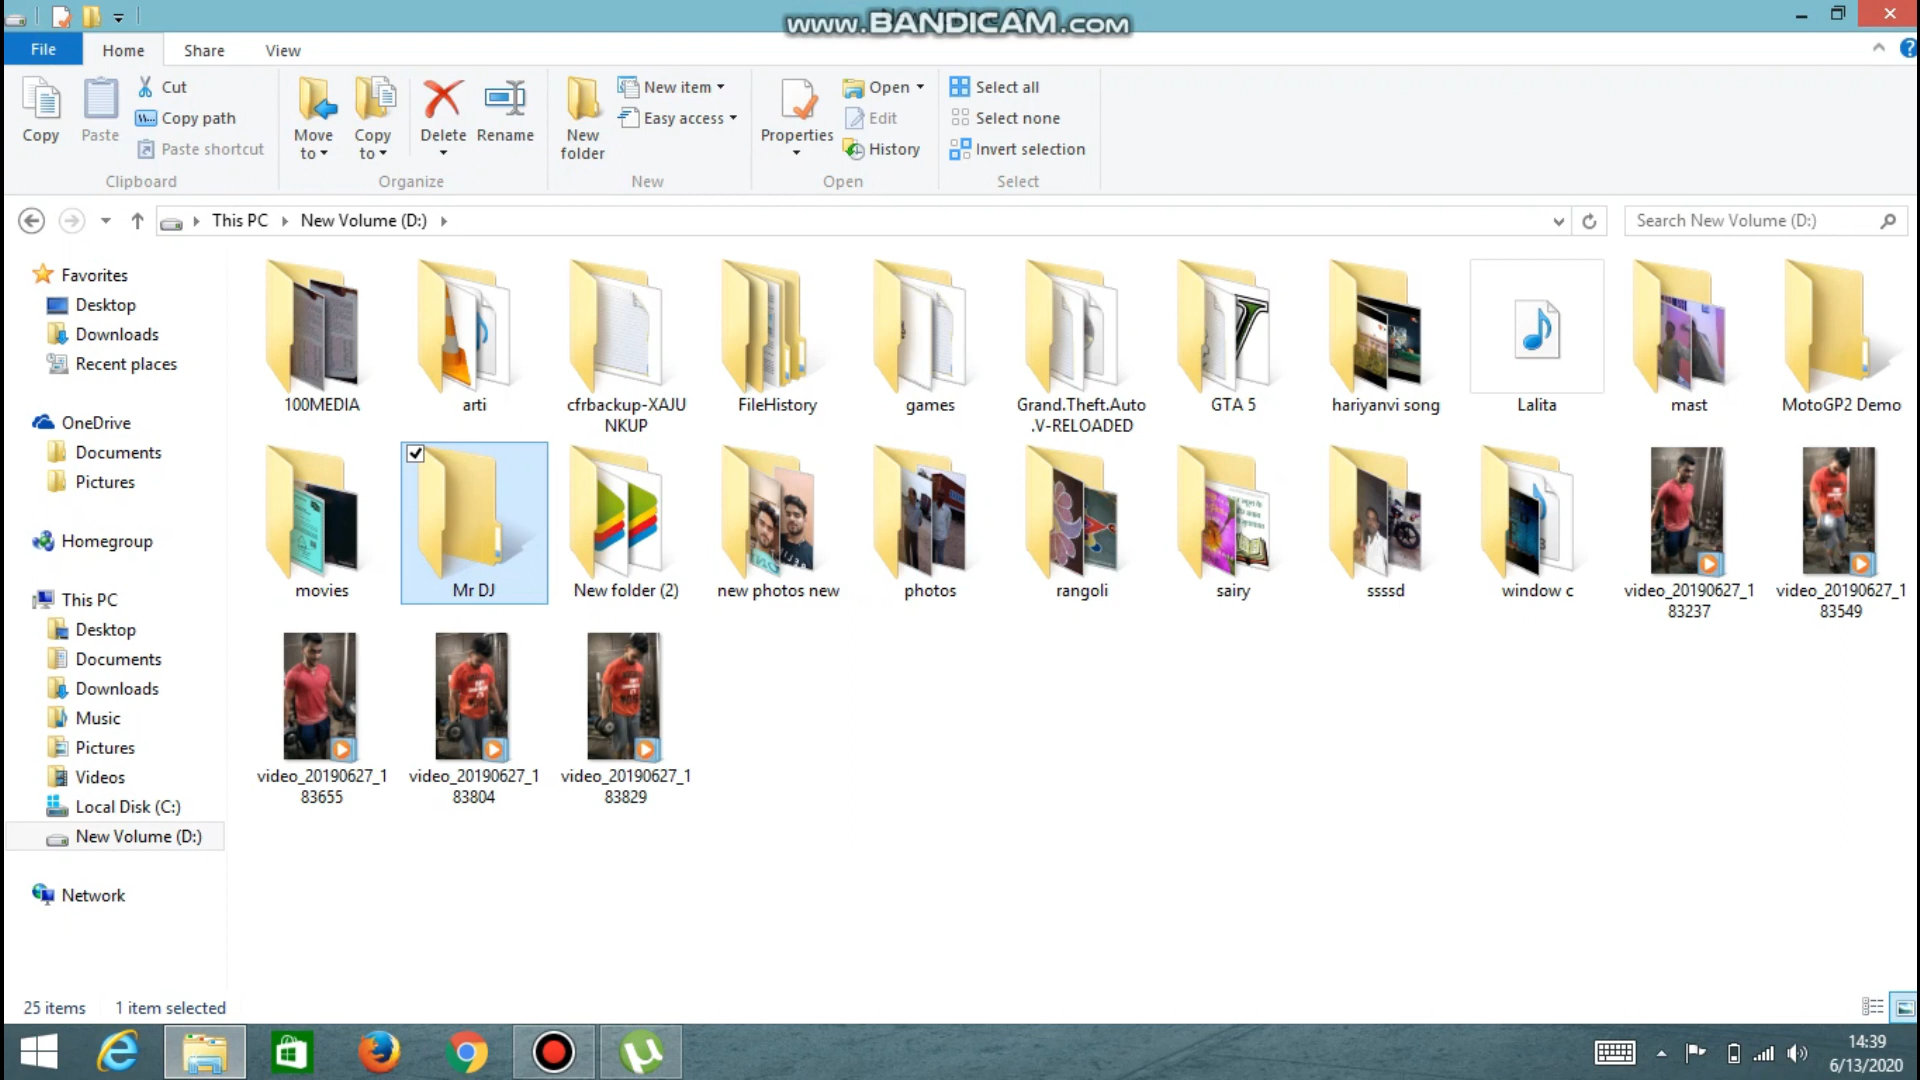 www.BANDICAM.com
File Home Share View
Copy
Paste
Cut
Copy path
Paste shortcut
Clipboard
Move to
Copy to
Delete
Rename
Organize
New folder
New item
Easy access
New
Properties
Open
Edit
History
Open
Select all
Select none
Invert selection
Select
This PC New Volume (D:)
Search New Volume (D:)
Favorites
Desktop
Downloads
Recent places
OneDrive
Documents
Pictures
Homegroup
This PC
Desktop
Documents
Downloads
Music
Pictures
Videos
Local Disk (C:)
New Volume (D:)
Network
100MEDIA
arti
cfrbackup-XAJU
NKUP
FileHistory
games
Grand.Theft.Auto
.V-RELOADED
GTA 5
hariyanvi song
Lalita
mast
MotoGP2 Demo
movies
Mr DJ
New folder (2)
new photos new
photos
rangoli
sairy
ssssd
window c
video_20190627_1
83237
video_20190627_1
83549
video_20190627_1
83655
video_20190627_1
83804
video_20190627_1
83829
25 items 1 item selected
14:39
6/13/2020